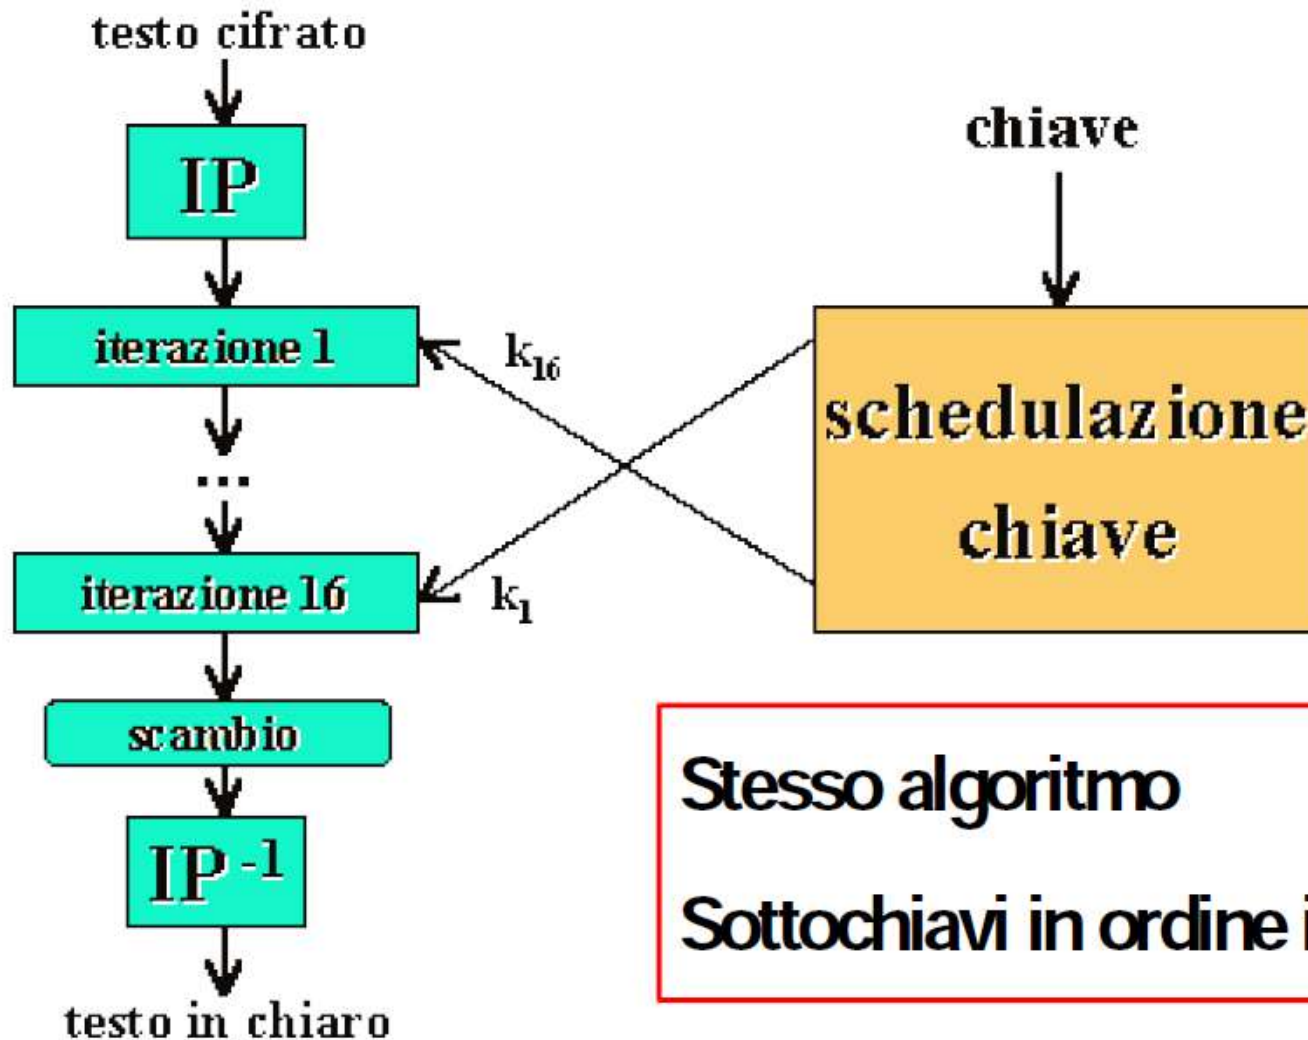 testo cifrato
IP
chiave
iterazione 1
k16
schedulazione
...
chiave
iterazione 16
k1
scambio
Stesso algoritmo
IP-1
Sottochiavi in ordine i
testo in chiaro